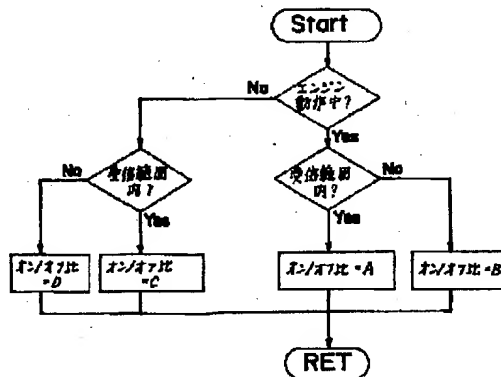 Start
エンジン
動作中?
No
Yes
受信範囲
内?
No
Yes
受信範囲
内?
No
Yes
オン/オフ比
=D
オン/オフ比
=C
オン/オフ比=A
オン/オフ比=B
RET